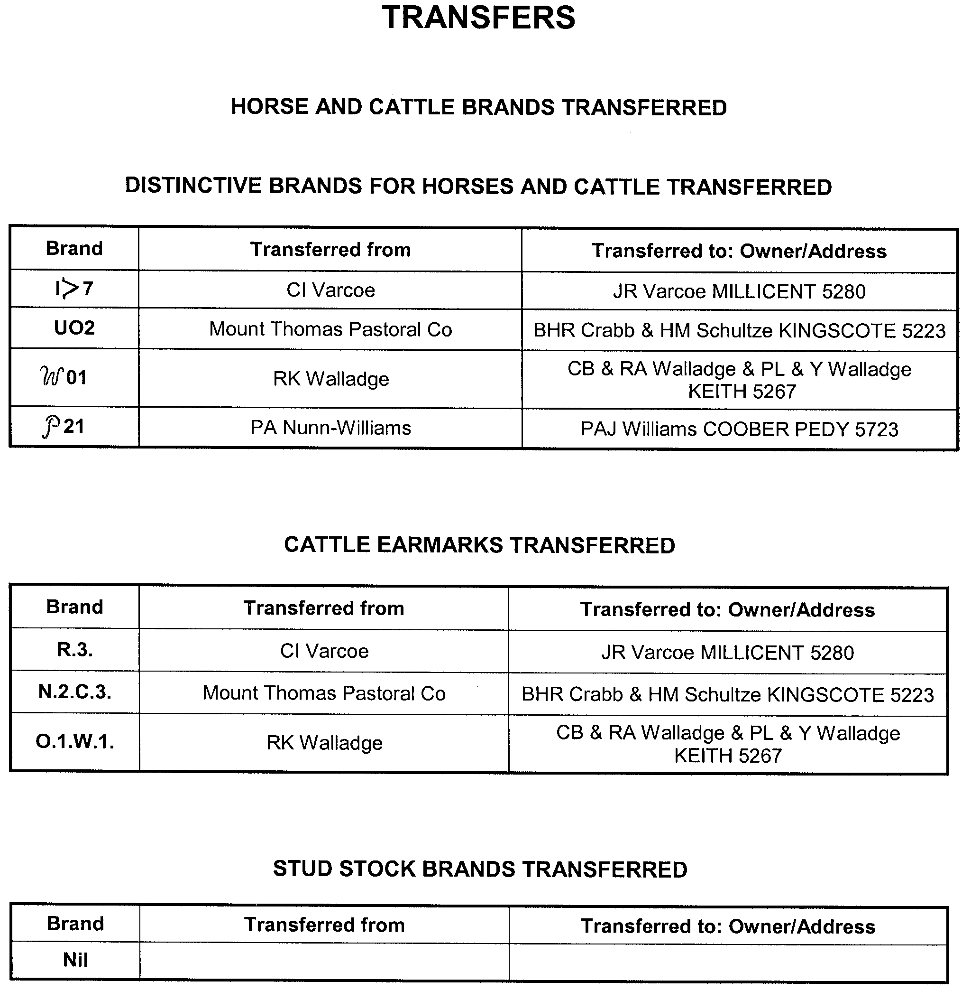 TRANSFERS
HORSE AND CATTLE BRANDS TRANSFERRED
DISTINCTIVE BRANDS FOR HORSES AND CATTLE TRANSFERRED
Brand Transferred from Transferred to: Owner/Address
I>7 CI Varcoe JR Varcoe MILLICENT 5280
UO2 Mount Thomas Pastoral Co BHR Crabb & HM Schultze KINGSCOTE 5223
W01 RK Walladge CB & RA Walladge & PL & Y Walladge
KEITH 5267
P21 PA Nunn-Williams PAJ Williams COOBER PEDY 5723
CATTLE EARMARKS TRANSFERRED
Brand Transferred from Transferred to: Owner/Address
R.3. CI Varcoe JR Varcoe MILLICENT 5280
N.2.C.3. Mount Thomas Pastoral Co BHR Crabb & HM Schultze KINGSCOTE 5223
O.1.W.1. RK Walladge CB & RA Walladge & PL & Y Walladge
KEITH 5267
STUD STOCK BRANDS TRANSFERRED
Brand Transferred from Transferred to: Owner/Address
Nil